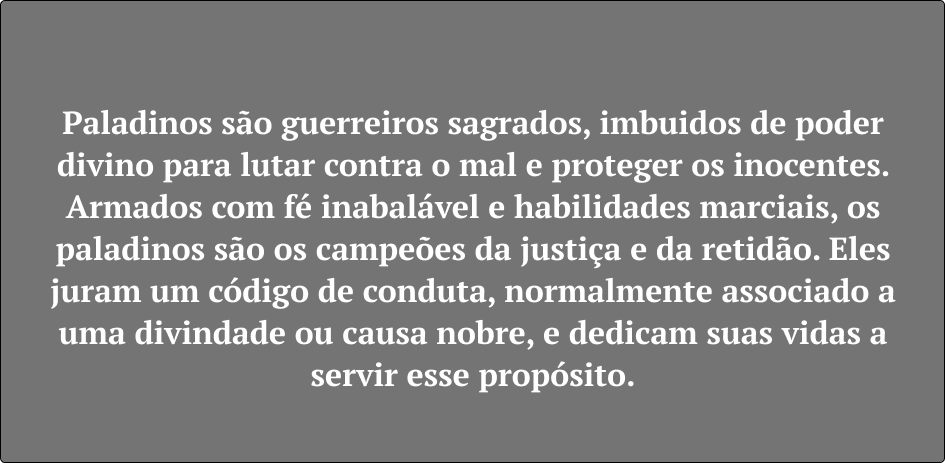 Paladinos são guerreiros sagrados, imbuidos de poder
divino para lutar contra o mal e proteger os inocentes.
Armados com fé inabalável e habilidades marciais, os
paladinos são os campeões da justiça e da retidão. Eles
juram um código de conduta, normalmente associado a
uma divindade ou causa nobre, e dedicam suas vidas a
servir esse propósito.